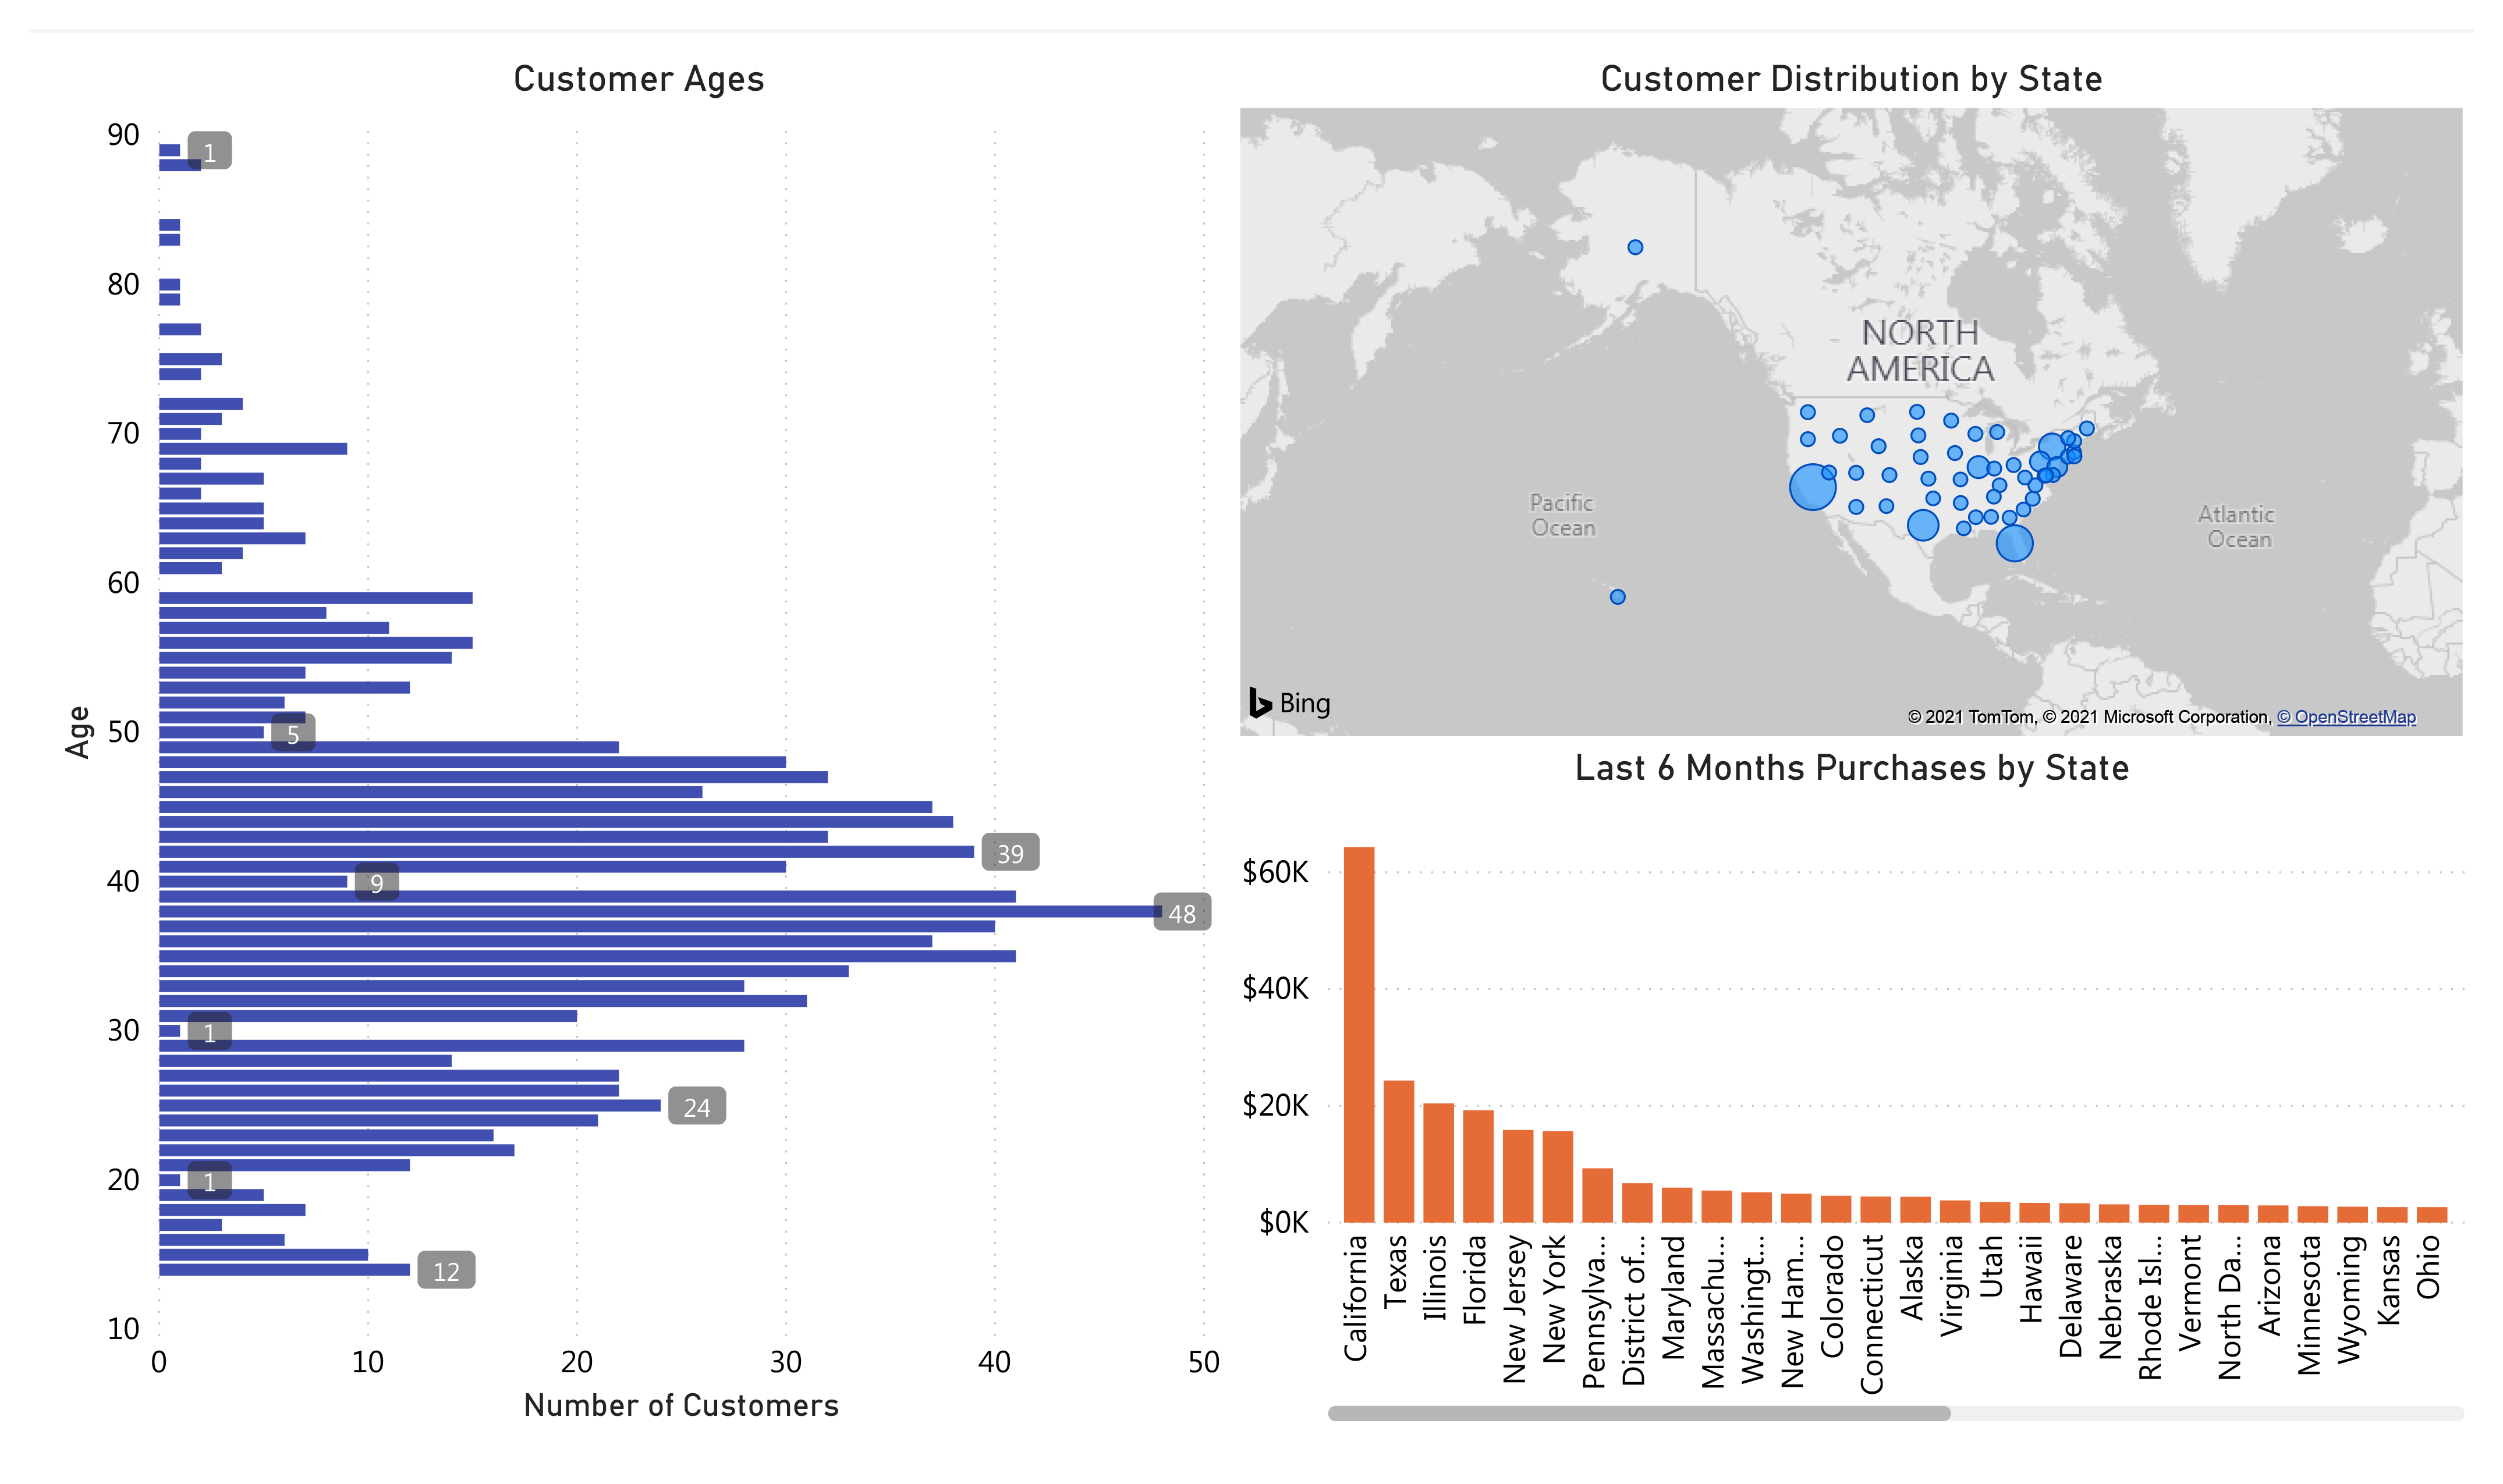 Customer Ages
90
80
70
60
50
40
30
20
10
1
5
39
9
48
1
24
1
12
Age
0 10 20 30 40 50
Number of Customers
Customer Distribution by State
NORTH
AMERICA
Pacific
Ocean
Atlantic
Ocean
Bing
© 2021 TomTom, © 2021 Microsoft Corporation, © OpenStreetMap
Last 6 Months Purchases by State
$60K
$40K
$20K
$0K
California
Texas
Illinois
Florida
New Jersey
New York
Pennsylva...
District of...
Maryland
Massachu...
Washingt...
New Ham...
Colorado
Connecticut
Alaska
Virginia
Utah
Hawaii
Delaware
Nebraska
Rhode Isl...
Vermont
North Da...
Arizona
Minnesota
Wyoming
Kansas
Ohio